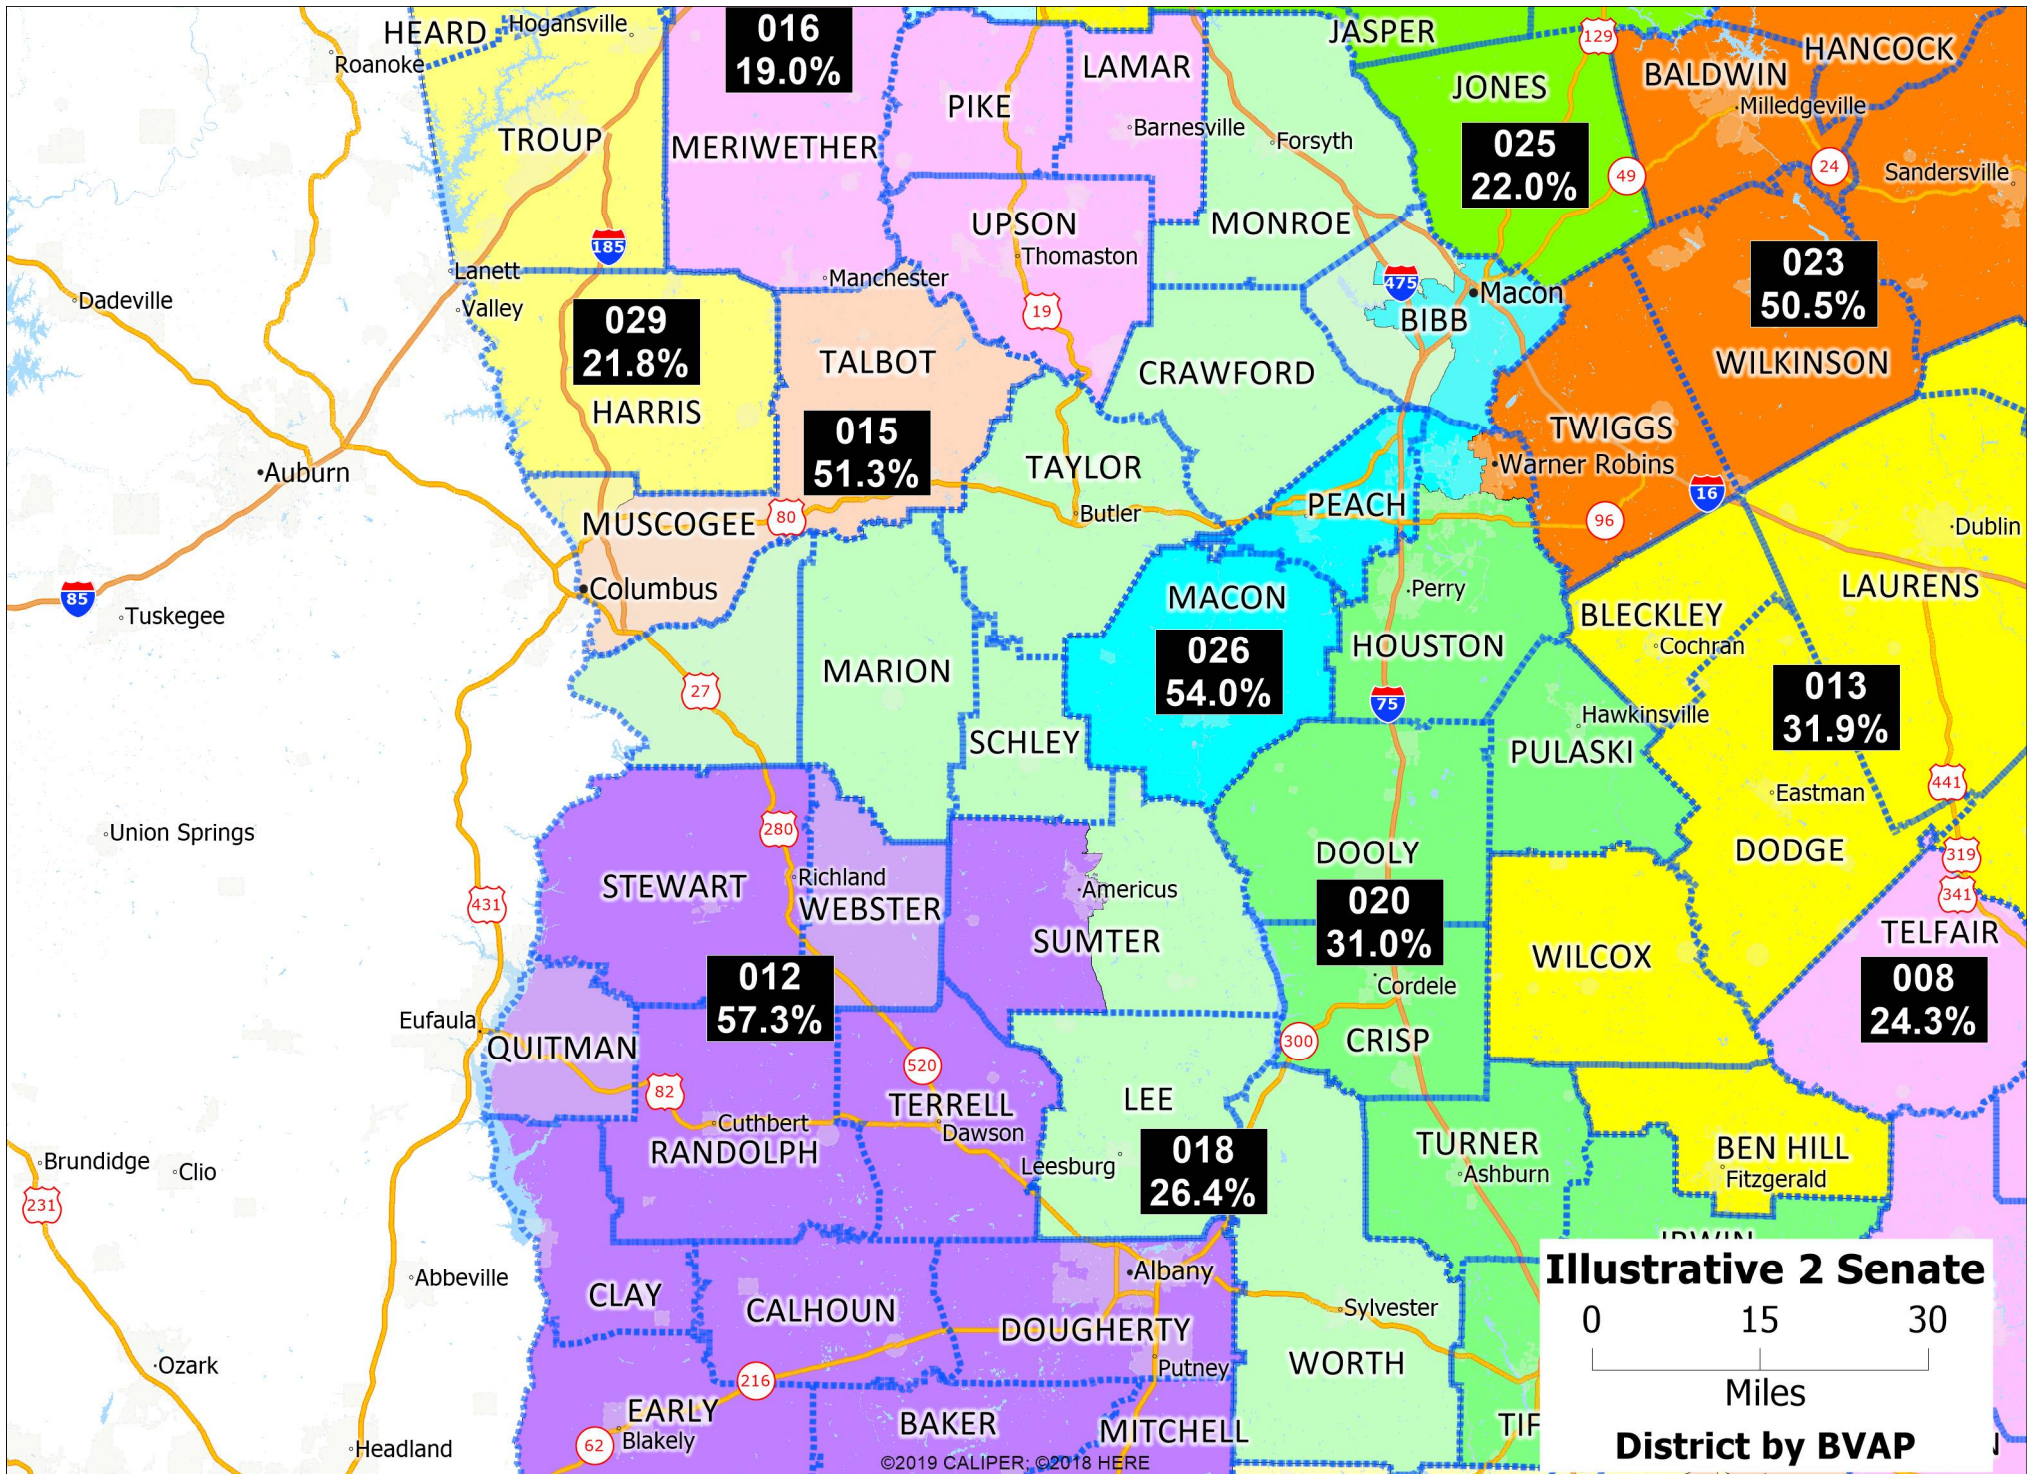 HEARD
Hogansville
016
19.0%
JASPER
129
HANCOCK
Roanoke
LAMAR
JONES
BALDWIN
PIKE
Milledgeville
TROUP
MERIWETHER
Barnesville
Forsyth
025
22.0%
49
24
Sandersville
UPSON
MONROE
185
Thomaston
Lanett
Manchester
023
50.5%
Dadeville
Valley
029
21.8%
19
475
Macon
BIBB
TALBOT
CRAWFORD
WILKINSON
HARRIS
015
51.3%
TWIGGS
Auburn
TAYLOR
Warner Robins
MUSCOGEE
80
Butler
PEACH
16
96
Dublin
85
Columbus
MACON
Perry
LAURENS
Tuskegee
BLECKLEY
Cochran
026
54.0%
HOUSTON
MARION
27
75
013
31.9%
Hawkinsville
SCHLEY
PULASKI
441
Eastman
Union Springs
280
DOOLY
DODGE
319
Richland
STEWART
WEBSTER
Americus
020
31.0%
341
431
SUMTER
WILCOX
TELFAIR
012
57.3%
Cordele
008
24.3%
Eufaula
QUITMAN
300
CRISP
520
82
TERRELL
LEE
Cuthbert
Dawson
RANDOLPH
TURNER
BEN HILL
Brundidge
Clio
Leesburg
018
26.4%
Ashburn
Fitzgerald
231
IRWIN
Abbeville
Albany
Illustrative 2 Senate
CLAY
CALHOUN
Sylvester
0 15 30
DOUGHERTY
Ozark
Putney
WORTH
216
Miles
EARLY
BAKER
MITCHELL
TIF
Blakely
62
Headland
District by BVAP
N
©2019 CALIPER; ©2018 HERE